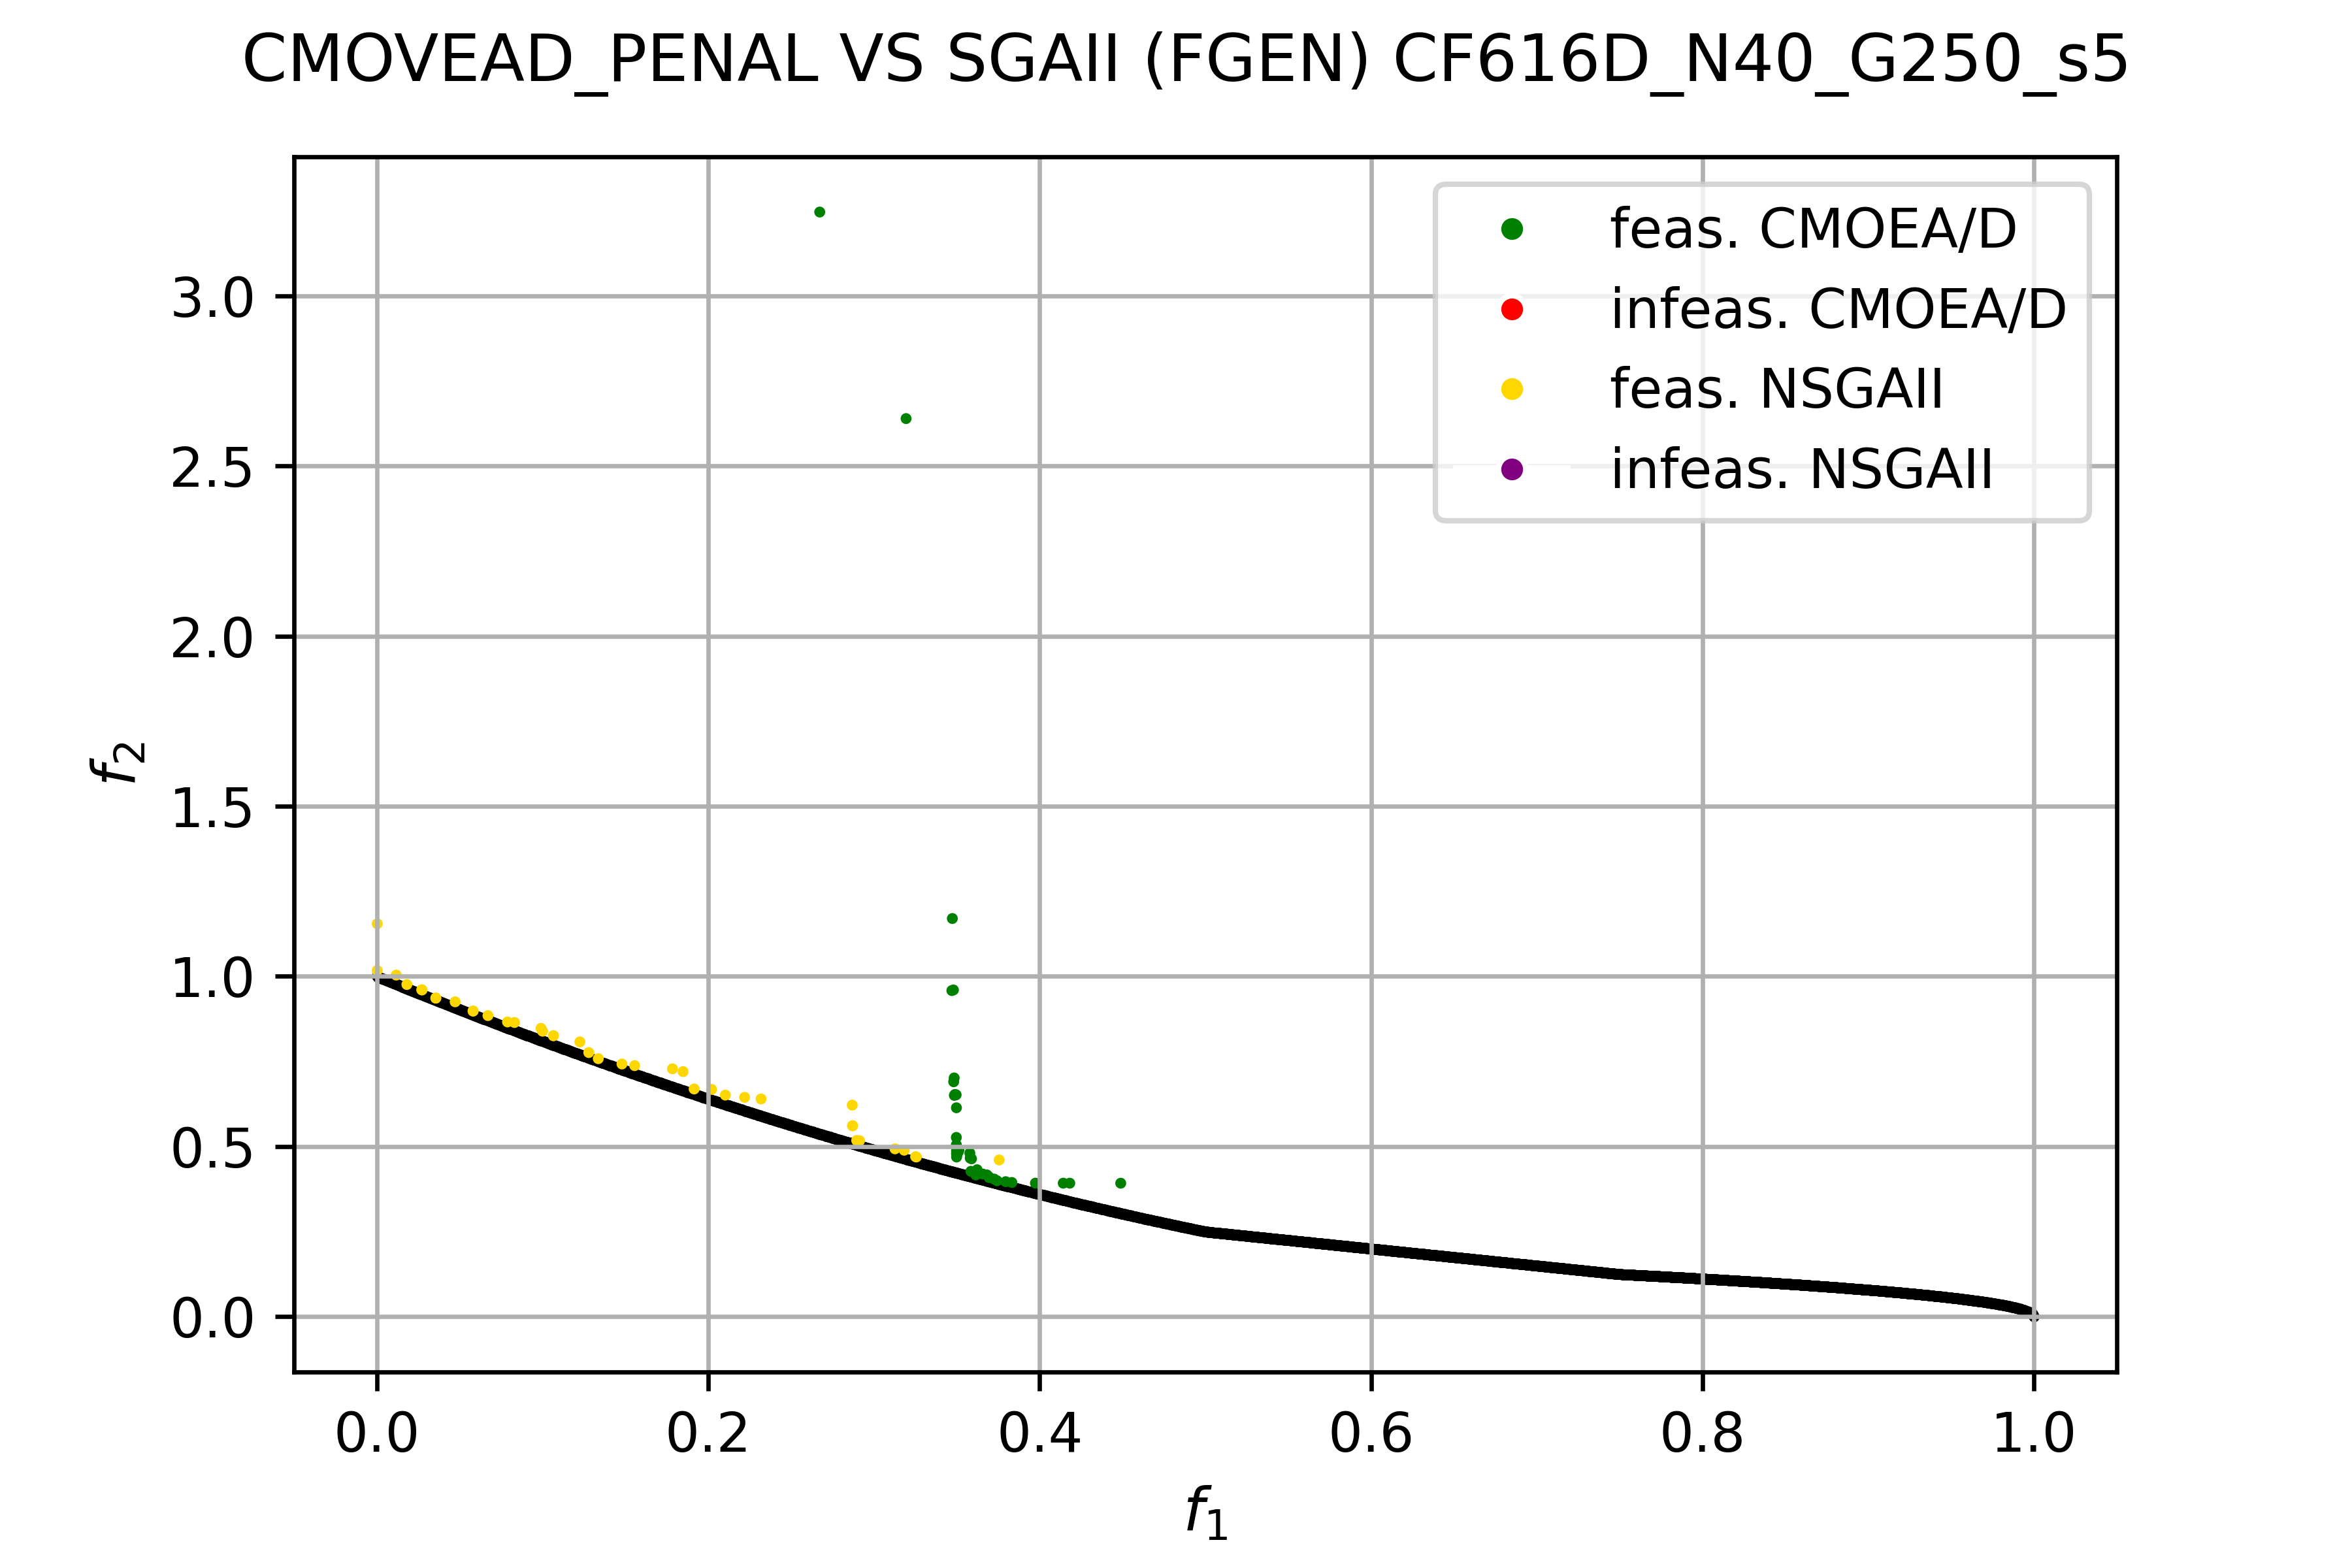 CMOVEAD_PENAL VS SGAII (FGEN) CF616D_N40_G250_s5
feas. CMOEA/D
infeas. CMOEA/D
feas. NSGAII
infeas. NSGAII
3.0
2.5
2.0
1.5
1.0
0.5
0.0
f2
0.0 0.2 0.4 0.6 0.8 1.0
f1